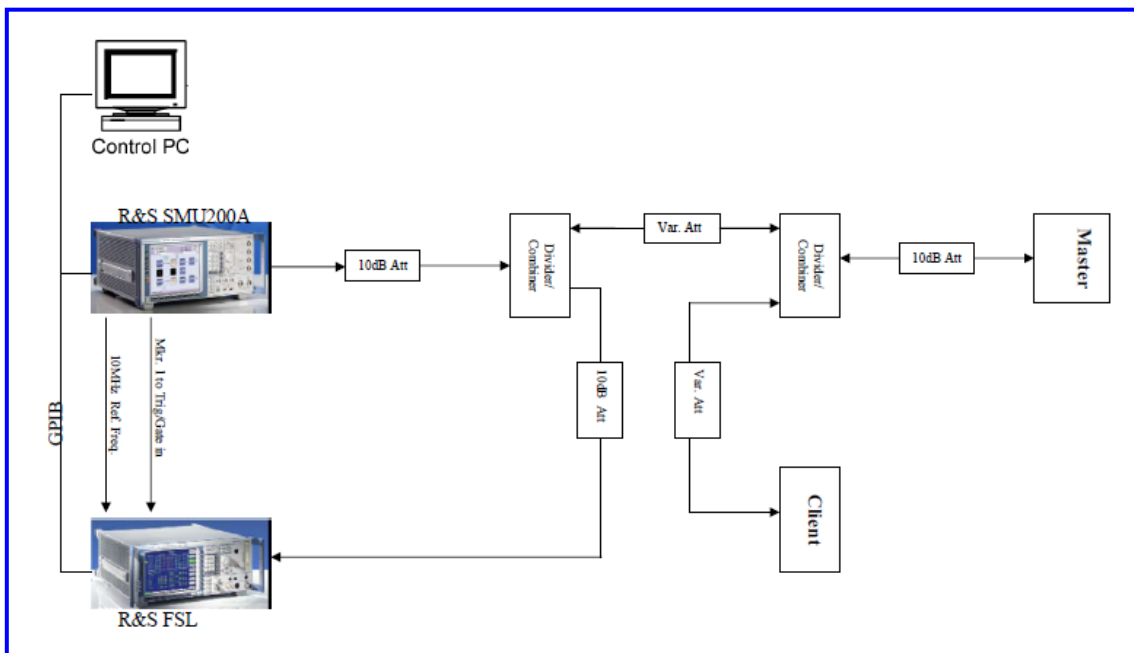 Control PC
R&S SMU200A
10dB Att
Divider/
Combiner
Var. Att
Divider/
Combiner
10dB Att
Master
10MHz Ref. Freq.
Mkr. 1 to Trig/Gate in
GPIB
10dB Att
Var. Att
Client
R&S FSL